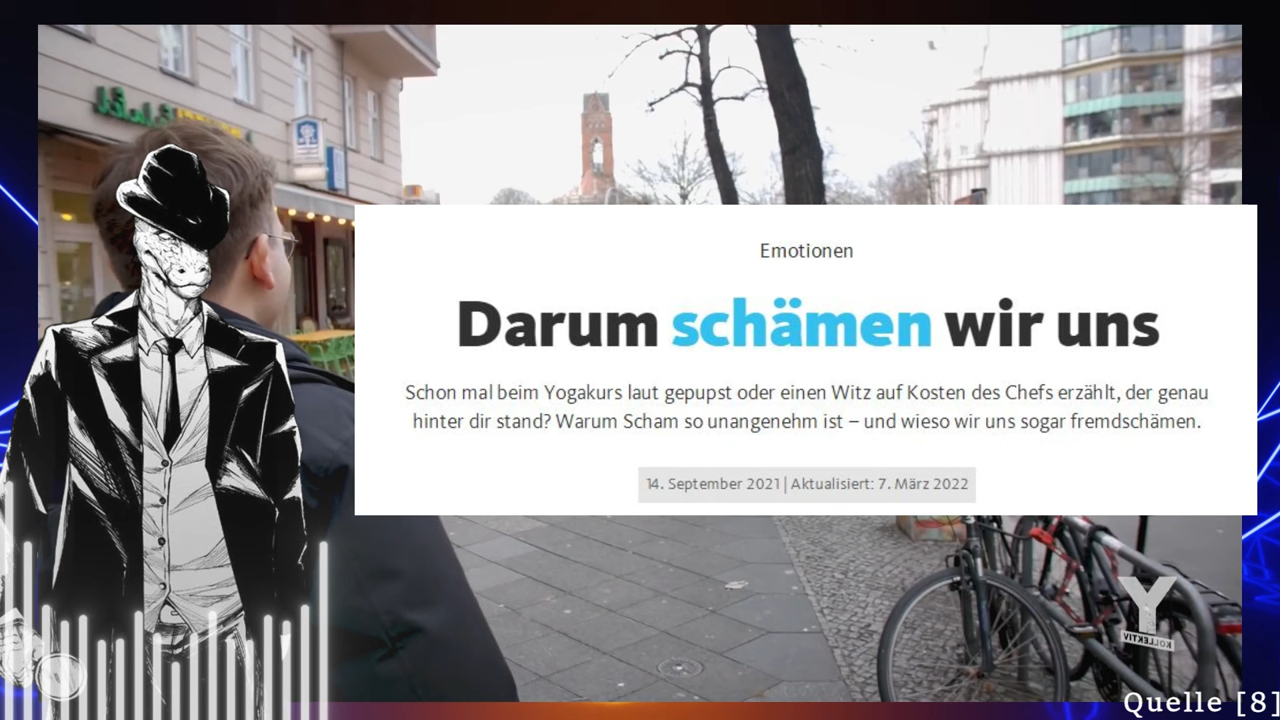 Emotionen
Darum schämen wir uns
Schon mal beim Yogakurs laut gepupst oder einen Witz auf Kosten des Chefs erzählt, der genau
hinter dir stand? Warum Scham so unangenehm ist – und wieso wir uns sogar fremdschämen.
14. September 2021 | Aktualisiert: 7. März 2022
Y
KOLLEKTIV
Quelle [8]